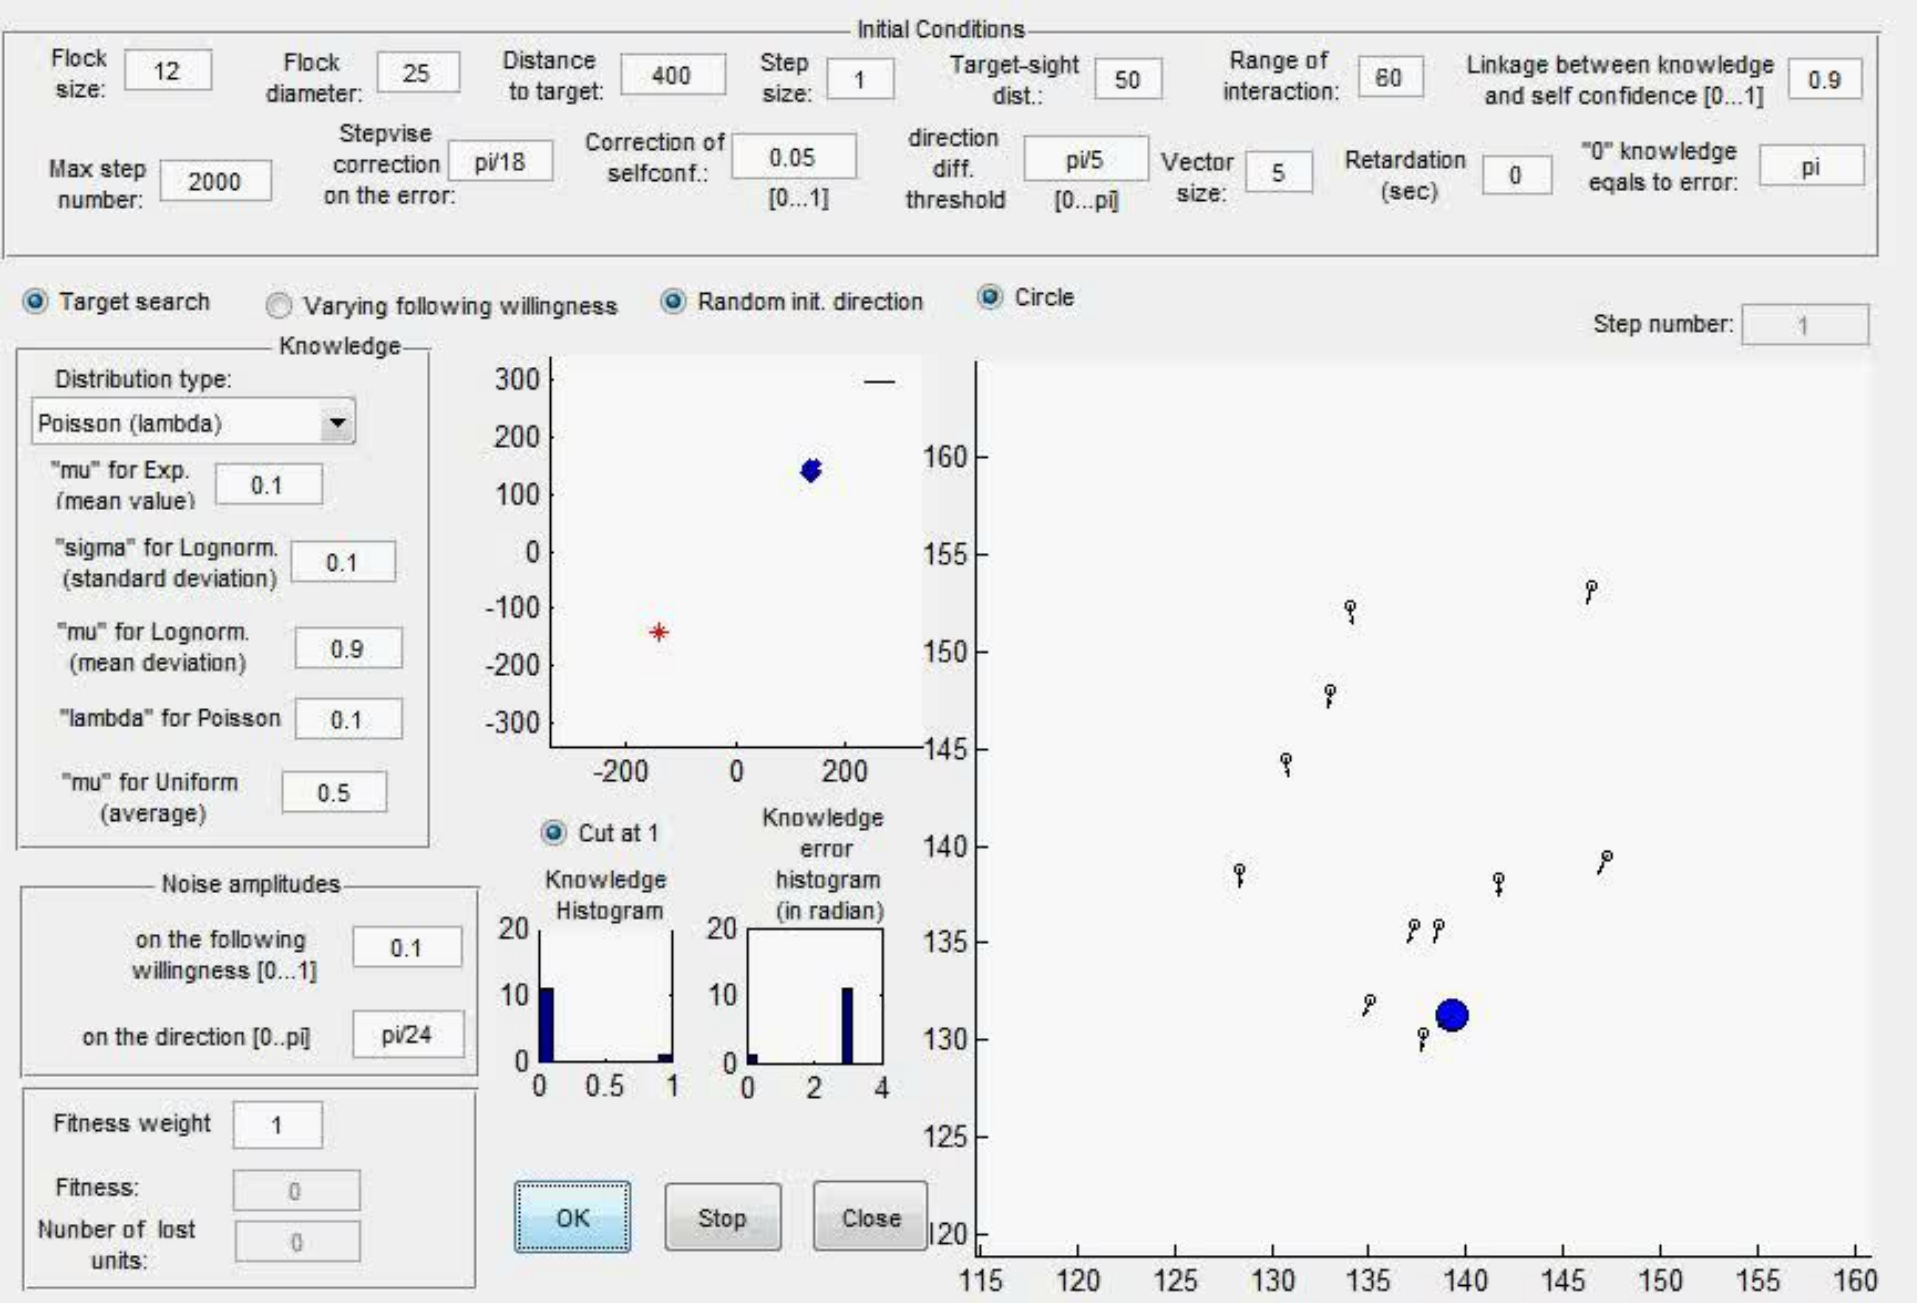 Initial Conditions
Flock size: 12
Flock diameter: 25
Distance to target: 400
Step size: 1
Target-sight dist.: 50
Range of interaction: 60
Linkage between knowledge and self confidence [0...1] 0.9
Max step number: 2000
Stepvise correction on the error: pi/18
Correction of selfconf.: 0.05 [0...1]
direction diff. threshold pi/5 [0...pi]
Vector size: 5
Retardation (sec) 0
"0" knowledge eqals to error: pi
Target search
Varying following willingness
Random init. direction
Circle
Step number: 1
Knowledge
Distribution type:
Poisson (lambda)
"mu" for Exp. (mean value) 0.1
"sigma" for Lognorm. (standard deviation) 0.1
"mu" for Lognorm. (mean deviation) 0.9
"lambda" for Poisson 0.1
"mu" for Uniform (average) 0.5
300
200
100
0
-100
-200
-300
-200 0 200
Cut at 1
Knowledge Histogram
20
10
0
0 0.5 1
Knowledge error histogram (in radian)
20
10
0
0 2 4
Noise amplitudes
on the following willingness [0...1] 0.1
on the direction [0..pi] pi/24
Fitness weight 1
Fitness: 0
Nunber of lost units: 0
OK
Stop
Close
160
155
150
145
140
135
130
125
120
115 120 125 130 135 140 145 150 155 160